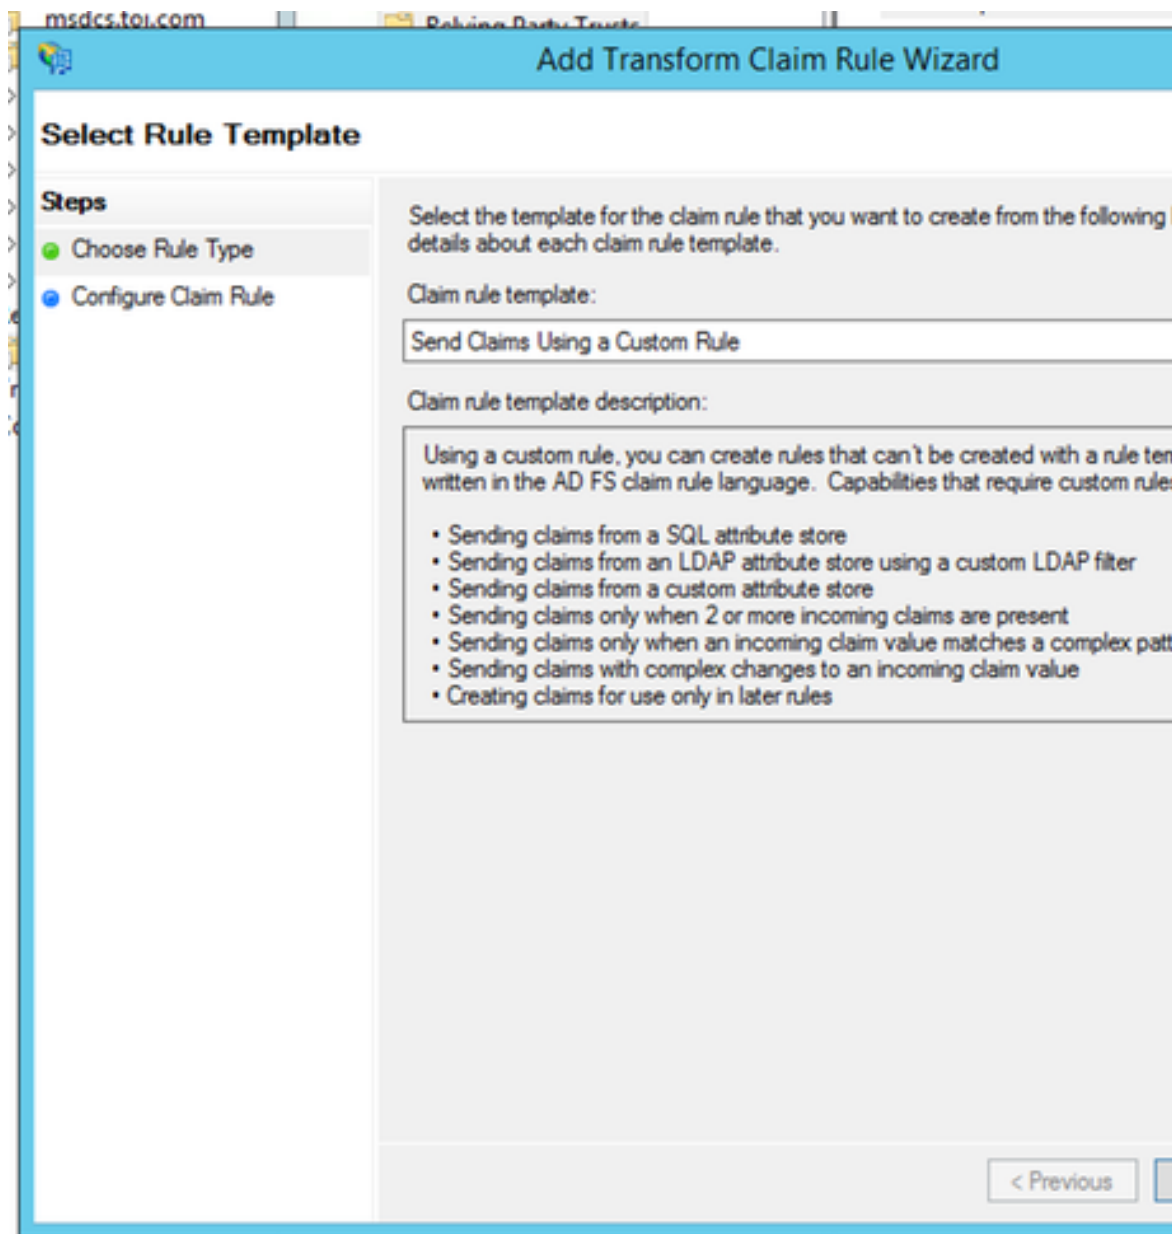 msdcs.toi.com
Relying Party Trusts
Add Transform Claim Rule Wizard
Select Rule Template
Steps
Choose Rule Type
Configure Claim Rule
Select the template for the claim rule that you want to create from the following
details about each claim rule template.
Claim rule template:
Send Claims Using a Custom Rule
Claim rule template description:
Using a custom rule, you can create rules that can't be created with a rule tem
written in the AD FS claim rule language. Capabilities that require custom rules
• Sending claims from a SQL attribute store
• Sending claims from an LDAP attribute store using a custom LDAP filter
• Sending claims from a custom attribute store
• Sending claims only when 2 or more incoming claims are present
• Sending claims only when an incoming claim value matches a complex patt
• Sending claims with complex changes to an incoming claim value
• Creating claims for use only in later rules
< Previous